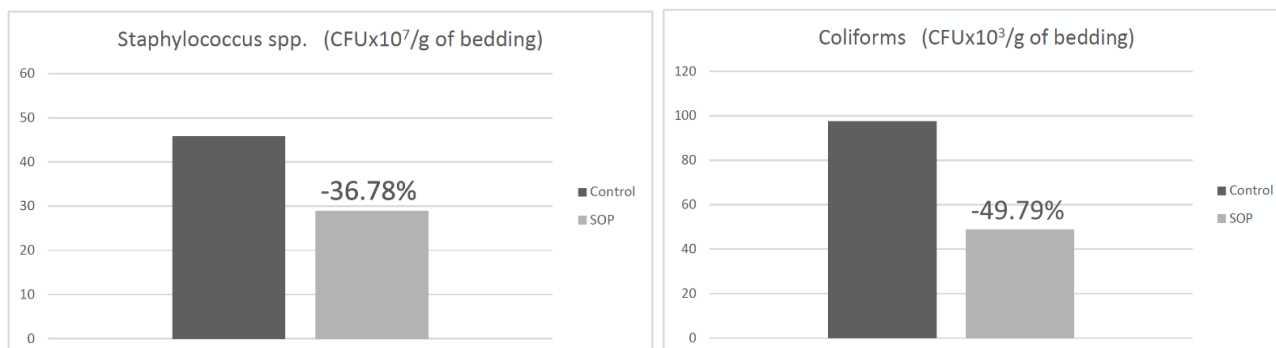 Staphylococcus spp. (CFUx10⁷/g of bedding)
60
50
40
30
20
10
0
-36.78%
Control
SOP
Coliforms (CFUx10³/g of bedding)
120
100
80
60
40
20
0
-49.79%
Control
SOP